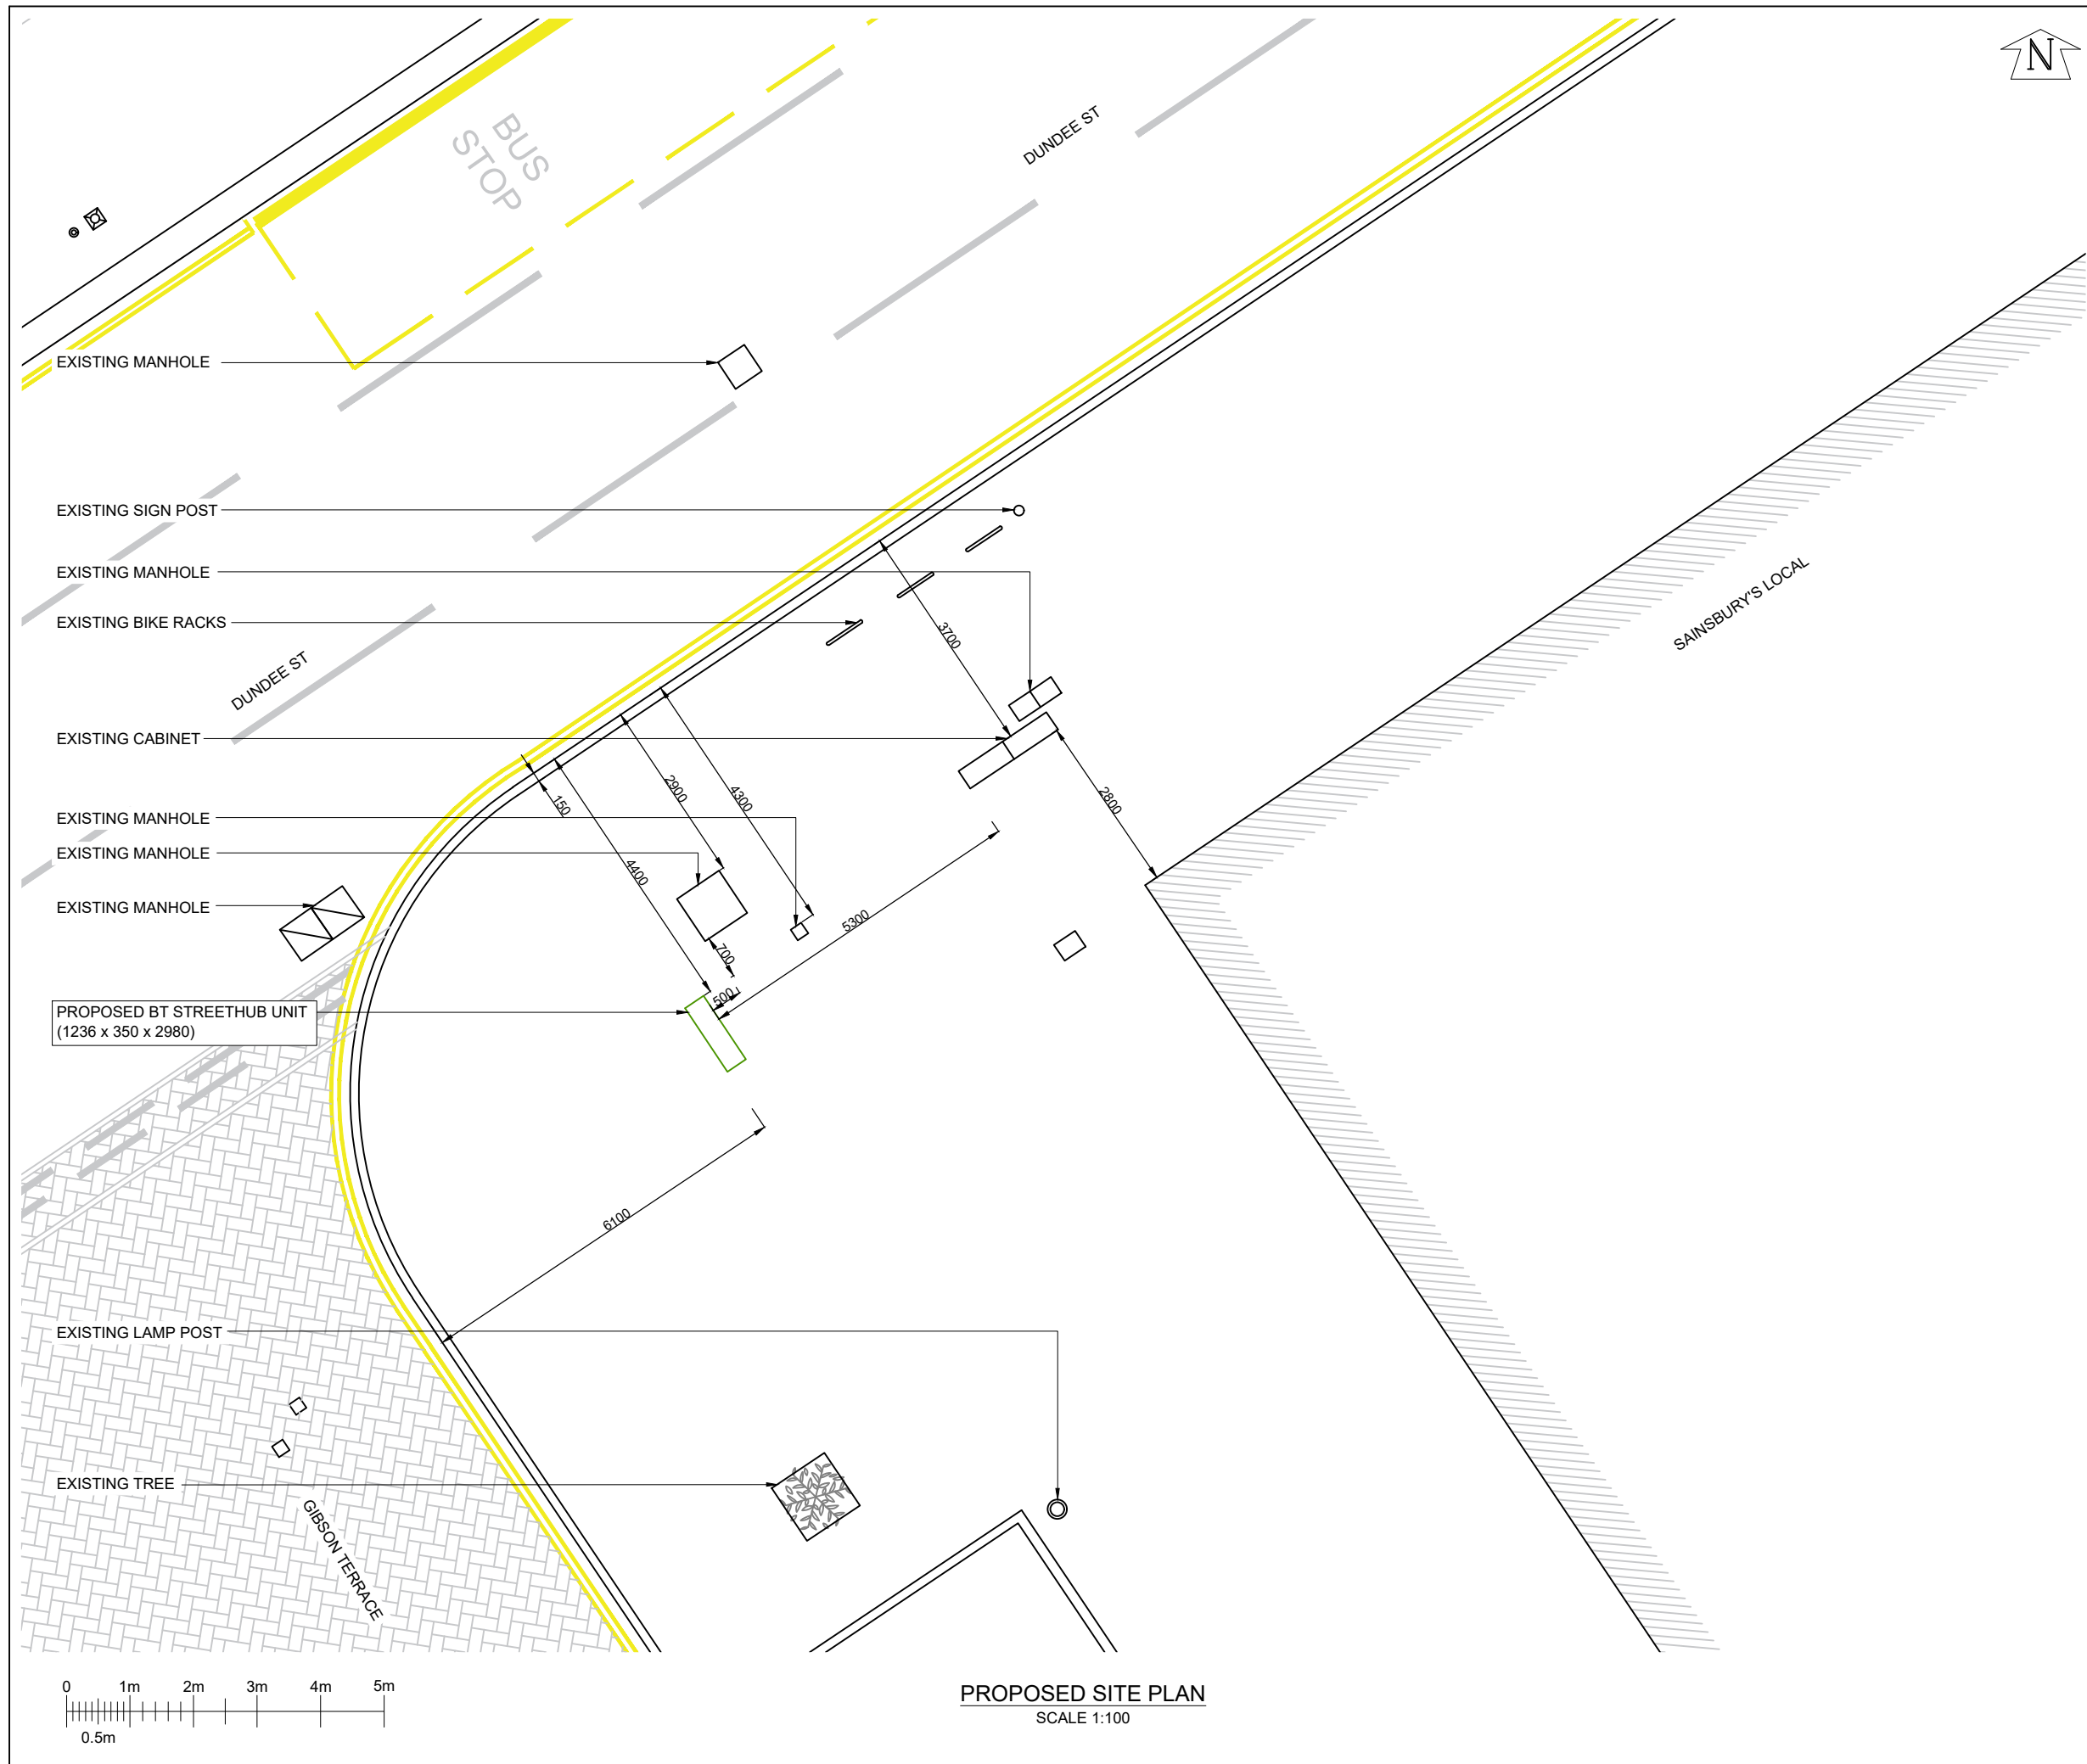 N
BUS
STOP
DUNDEE ST
EXISTING MANHOLE
EXISTING SIGN POST
EXISTING MANHOLE
EXISTING BIKE RACKS
SAINSBURY'S LOCAL
3700
DUNDEE ST
EXISTING CABINET
2900
4300
150
2800
EXISTING MANHOLE
EXISTING MANHOLE
4400
EXISTING MANHOLE
5300
700
500
PROPOSED BT STREETHUB UNIT
(1236 x 350 x 2980)
6100
EXISTING LAMP POST
EXISTING TREE
GIBSON TERRACE
0 1m 2m 3m 4m 5m
0.5m
PROPOSED SITE PLAN
SCALE 1:100